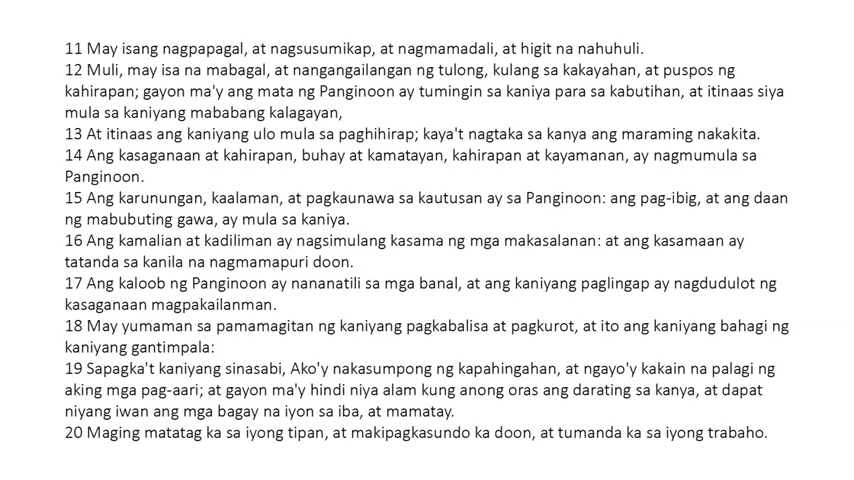 11 May isang nagpapagal, at nagsusumikap, at nagmamadali, at higit na nahuhuli.
12 Muli, may isa na mabagal, at nangangailangan ng tulong, kulang sa kakayahan, at puspos ng
kahirapan; gayon ma'y ang mata ng Panginoon ay tumingin sa kaniya para sa kabutihan, at itinaas siya
mula sa kaniyang mababang kalagayan,
13 At itinaas ang kaniyang ulo mula sa paghihirap; kaya't nagtaka sa kanya ang maraming nakakita.
14 Ang kasaganaan at kahirapan, buhay at kamatayan, kahirapan at kayamanan, ay nagmumula sa
Panginoon.
15 Ang karunungan, kaalaman, at pagkaunawa sa kautusan ay sa Panginoon: ang pag-ibig, at ang daan
ng mabubuting gawa, ay mula sa kaniya.
16 Ang kamalian at kadiliman ay nagsimulang kasama ng mga makasalanan: at ang kasamaan ay
tatanda sa kanila na nagmamapuri doon.
17 Ang kaloob ng Panginoon ay nananatili sa mga banal, at ang kaniyang paglingap ay nagdudulot ng
kasaganaan magpakailanman.
18 May yumaman sa pamamagitan ng kaniyang pagkabalisa at pagkurot, at ito ang kaniyang bahagi ng
kaniyang gantimpala:
19 Sapagka't kaniyang sinasabi, Ako'y nakasumpong ng kapahingahan, at ngayo'y kakain na palagi ng
aking mga pag-aari; at gayon ma'y hindi niya alam kung anong oras ang darating sa kanya, at dapat
niyang iwan ang mga bagay na iyon sa iba, at mamatay.
20 Maging matatag ka sa iyong tipan, at makipagkasundo ka doon, at tumanda ka sa iyong trabaho.